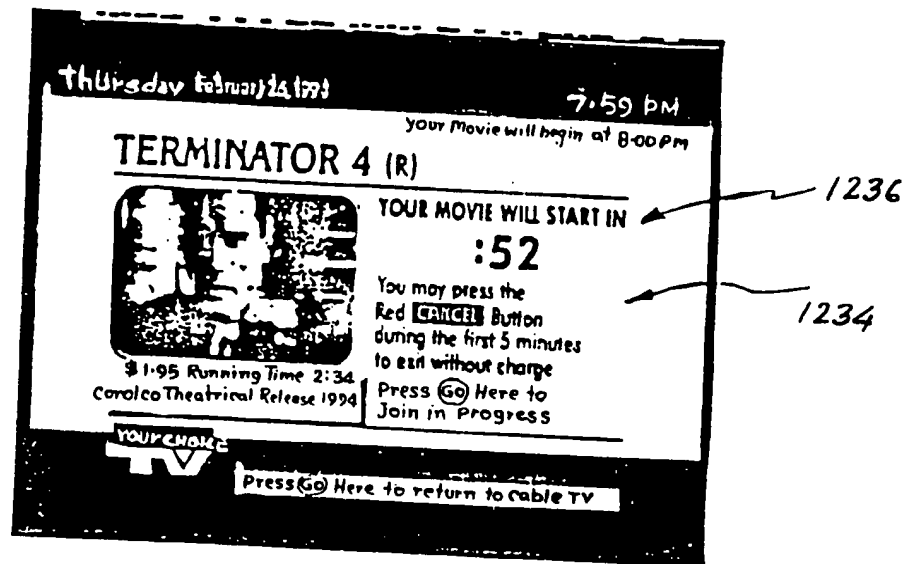 Thursday February 24, 1994
7:59 PM
your Movie will begin at 8:00 PM
TERMINATOR 4 (R)
YOUR MOVIE WILL START IN
1236
:52
You may press the
Red CANCEL Button
1234
during the first 5 minutes
to exit without charge
$1.95 Running Time 2:34
Carolco Theatrical Release 1994
Press GO Here to
Join in Progress
YOUR CHOICE
TV
Press GO Here to return to cable TV